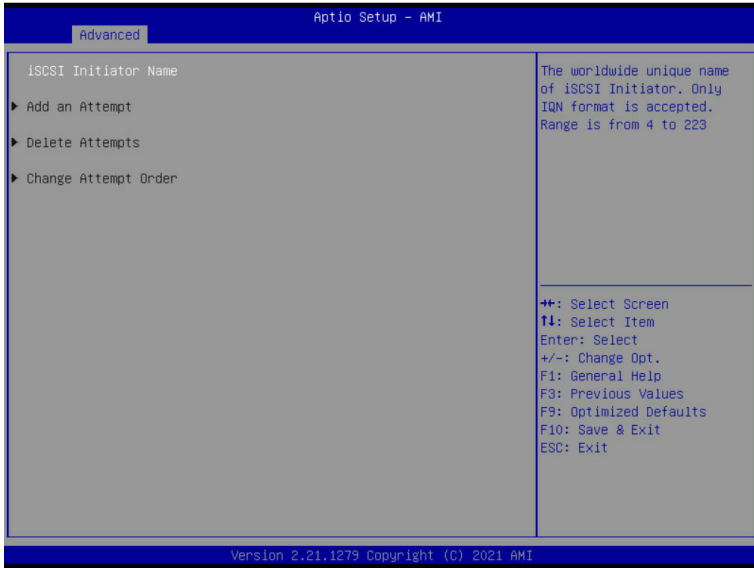 Aptio Setup – AMI
Advanced
iSCSI Initiator Name
▶ Add an Attempt
▶ Delete Attempts
▶ Change Attempt Order
The worldwide unique name
of iSCSI Initiator. Only
IQN format is accepted.
Range is from 4 to 223
→←: Select Screen
↑↓: Select Item
Enter: Select
+/-: Change Opt.
F1: General Help
F3: Previous Values
F9: Optimized Defaults
F10: Save & Exit
ESC: Exit
Version 2.21.1279 Copyright (C) 2021 AMI